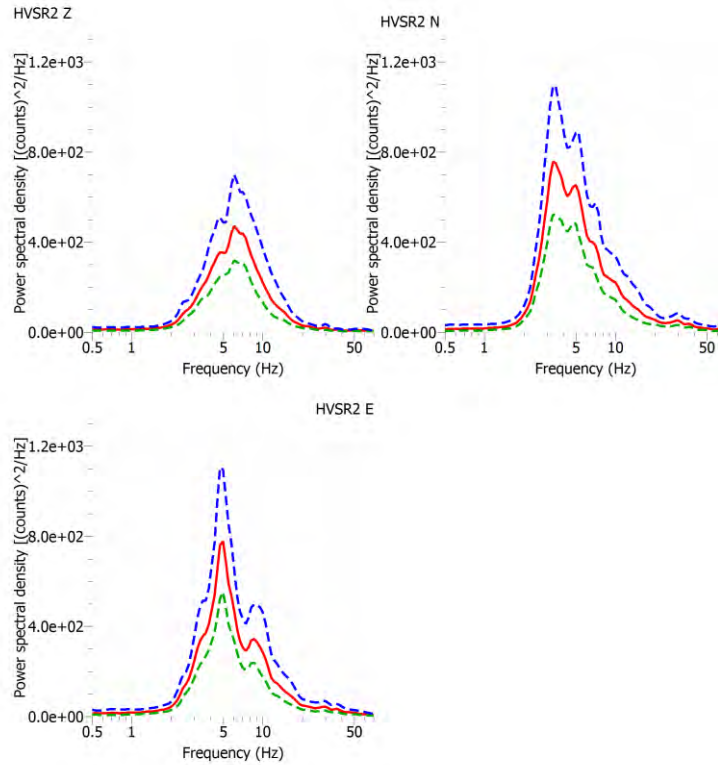 HVSR2 Z
Power spectral density [(counts)^2/Hz]
1.2e+03
8.0e+02
4.0e+02
0.0e+00
0.5 1 5 10 50
Frequency (Hz)
HVSR2 N
Power spectral density [(counts)^2/Hz]
1.2e+03
8.0e+02
4.0e+02
0.0e+00
0.5 1 5 10 50
Frequency (Hz)
HVSR2 E
Power spectral density [(counts)^2/Hz]
1.2e+03
8.0e+02
4.0e+02
0.0e+00
0.5 1 5 10 50
Frequency (Hz)